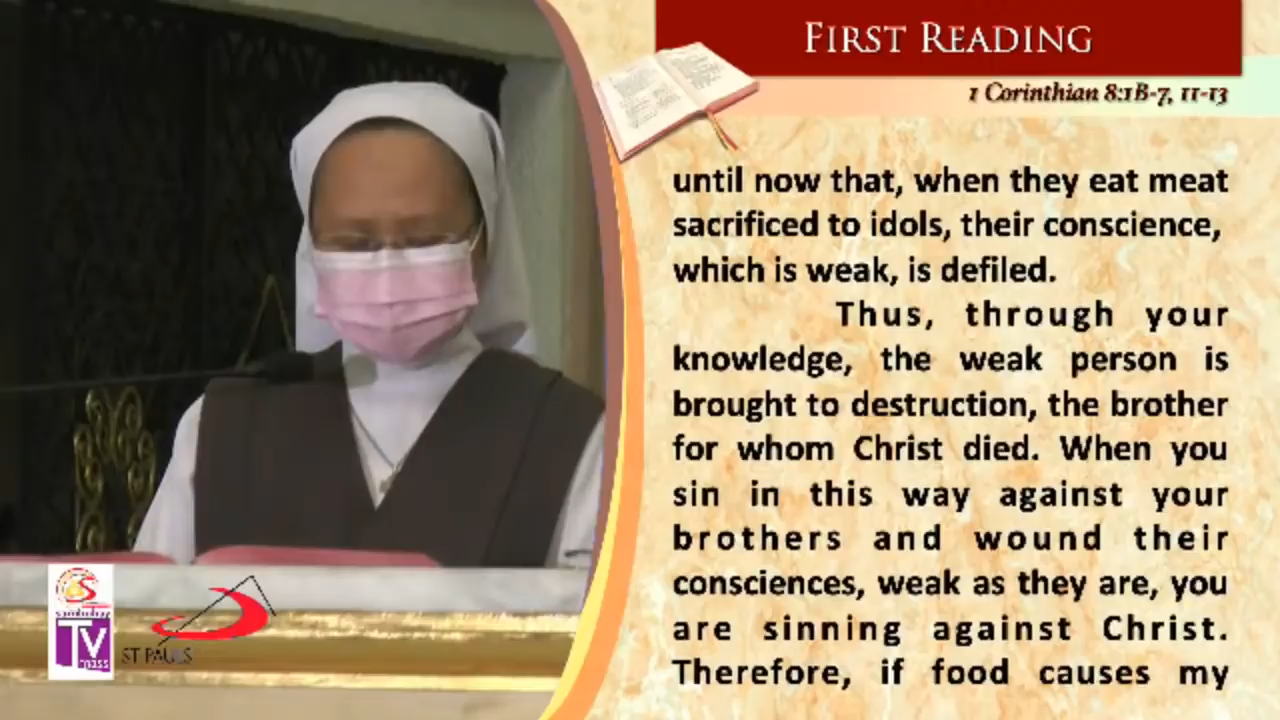 FIRST READING
1 Corinthian 8:1B-7, 11-13
until now that, when they eat meat
sacrificed to idols, their conscience,
which is weak, is defiled.
Thus, through your
knowledge, the weak person is
brought to destruction, the brother
for whom Christ died. When you
sin in this way against your
brothers and wound their
consciences, weak as they are, you
are sinning against Christ.
Therefore, if food causes my
TV
mass
ST PAULS